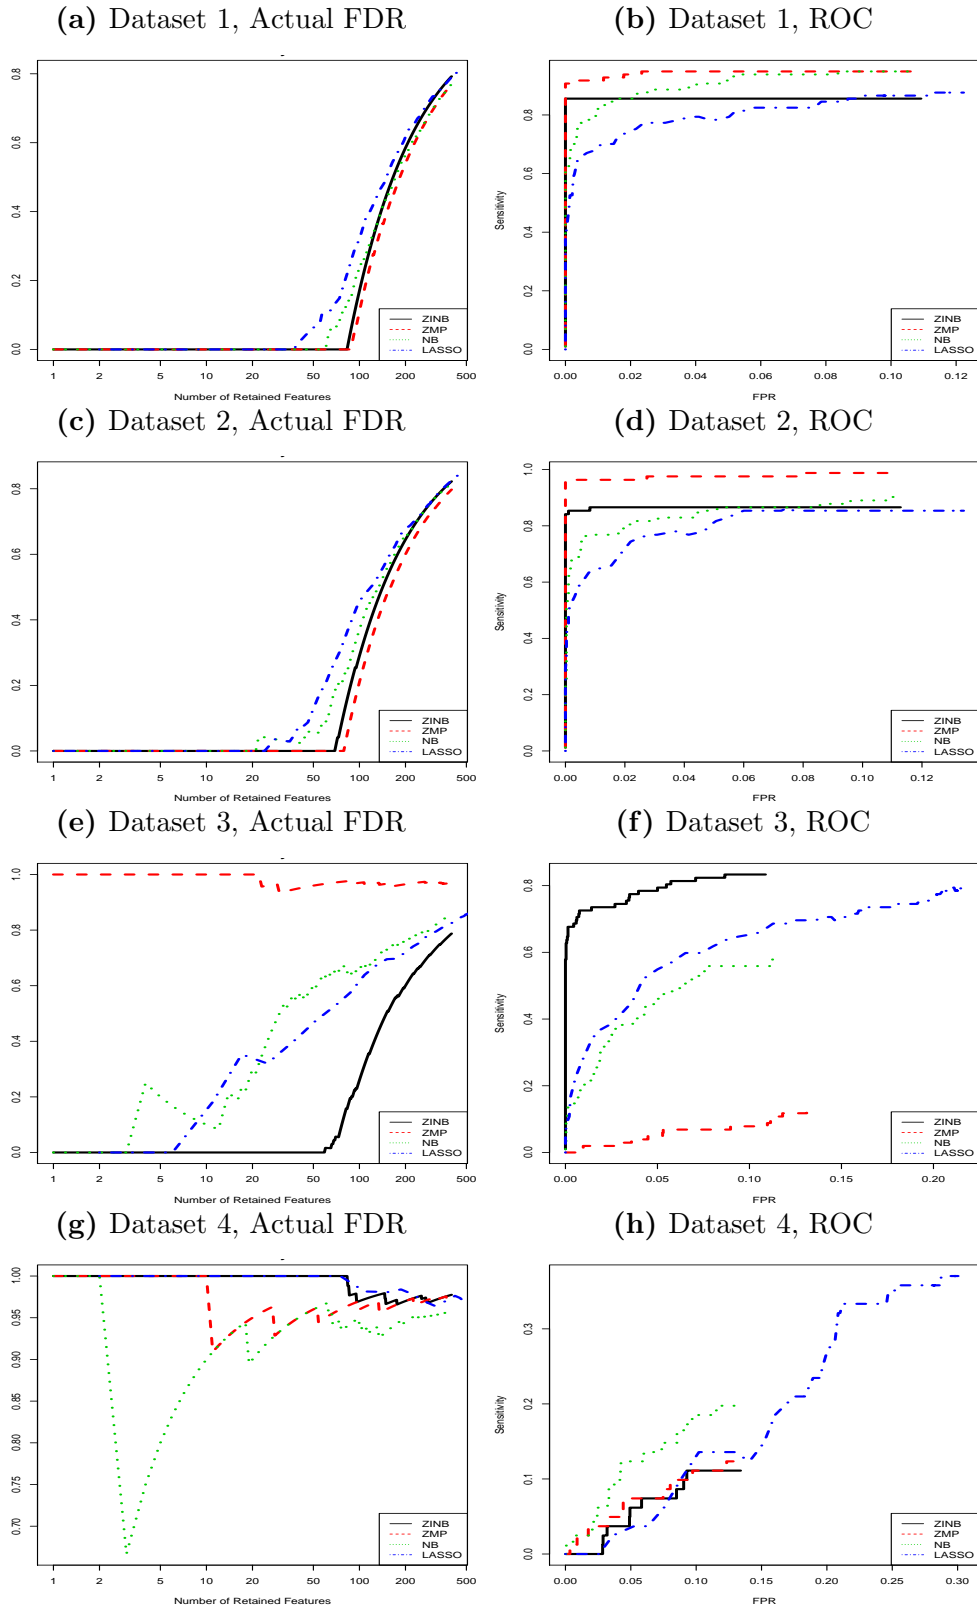 (a) Dataset 1, Actual FDR
0.8
0.6
0.4
0.2
0.0
1 2 5 10 20 50 100 200 500
Number of Retained Features
ZINB
ZMP
NB
LASSO
(b) Dataset 1, ROC
Sensitivity
0.8
0.6
0.4
0.2
0.0
0.00 0.02 0.04 0.06 0.08 0.10 0.12
FPR
ZINB
ZMP
NB
LASSO
(c) Dataset 2, Actual FDR
0.8
0.6
0.4
0.2
0.0
1 2 5 10 20 50 100 200 500
Number of Retained Features
ZINB
ZMP
NB
LASSO
(d) Dataset 2, ROC
Sensitivity
1.0
0.8
0.6
0.4
0.2
0.0
0.00 0.02 0.04 0.06 0.08 0.10 0.12
FPR
ZINB
ZMP
NB
LASSO
(e) Dataset 3, Actual FDR
1.0
0.8
0.6
0.4
0.2
0.0
1 2 5 10 20 50 100 200 500
Number of Retained Features
ZINB
ZMP
NB
LASSO
(f) Dataset 3, ROC
Sensitivity
0.8
0.6
0.4
0.2
0.0
0.00 0.05 0.10 0.15 0.20
FPR
ZINB
ZMP
NB
LASSO
(g) Dataset 4, Actual FDR
1.00
0.95
0.90
0.85
0.80
0.75
0.70
1 2 5 10 20 50 100 200 500
Number of Retained Features
ZINB
ZMP
NB
LASSO
(h) Dataset 4, ROC
Sensitivity
0.3
0.2
0.1
0.0
0.00 0.05 0.10 0.15 0.20 0.25 0.30
FPR
ZINB
ZMP
NB
LASSO